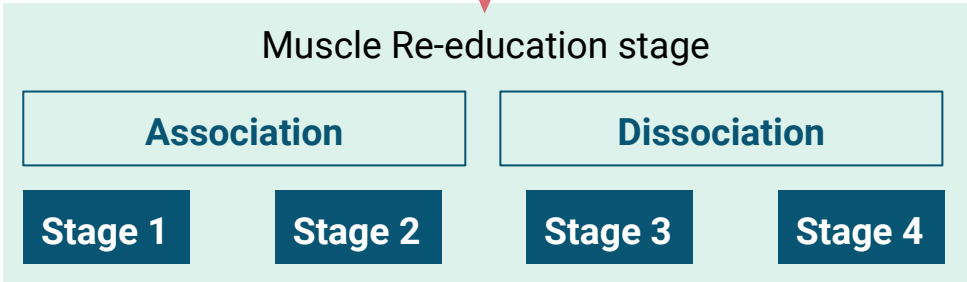 Muscle Re-education stage
Association
Dissociation
Stage 1
Stage 2
Stage 3
Stage 4